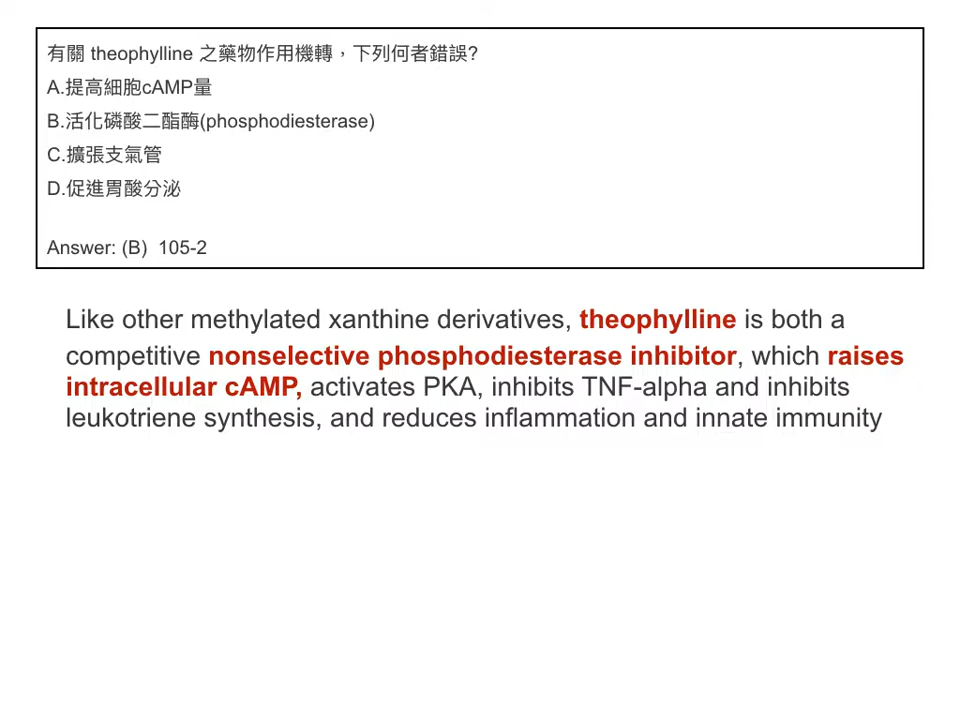 有關 theophylline 之藥物作用機轉，下列何者錯誤?
A.提高細胞cAMP量
B.活化磷酸二酯酶(phosphodiesterase)
C.擴張支氣管
D.促進胃酸分泌
Answer: (B)  105-2
Like other methylated xanthine derivatives, theophylline is both a
competitive nonselective phosphodiesterase inhibitor, which raises
intracellular cAMP, activates PKA, inhibits TNF-alpha and inhibits
leukotriene synthesis, and reduces inflammation and innate immunity